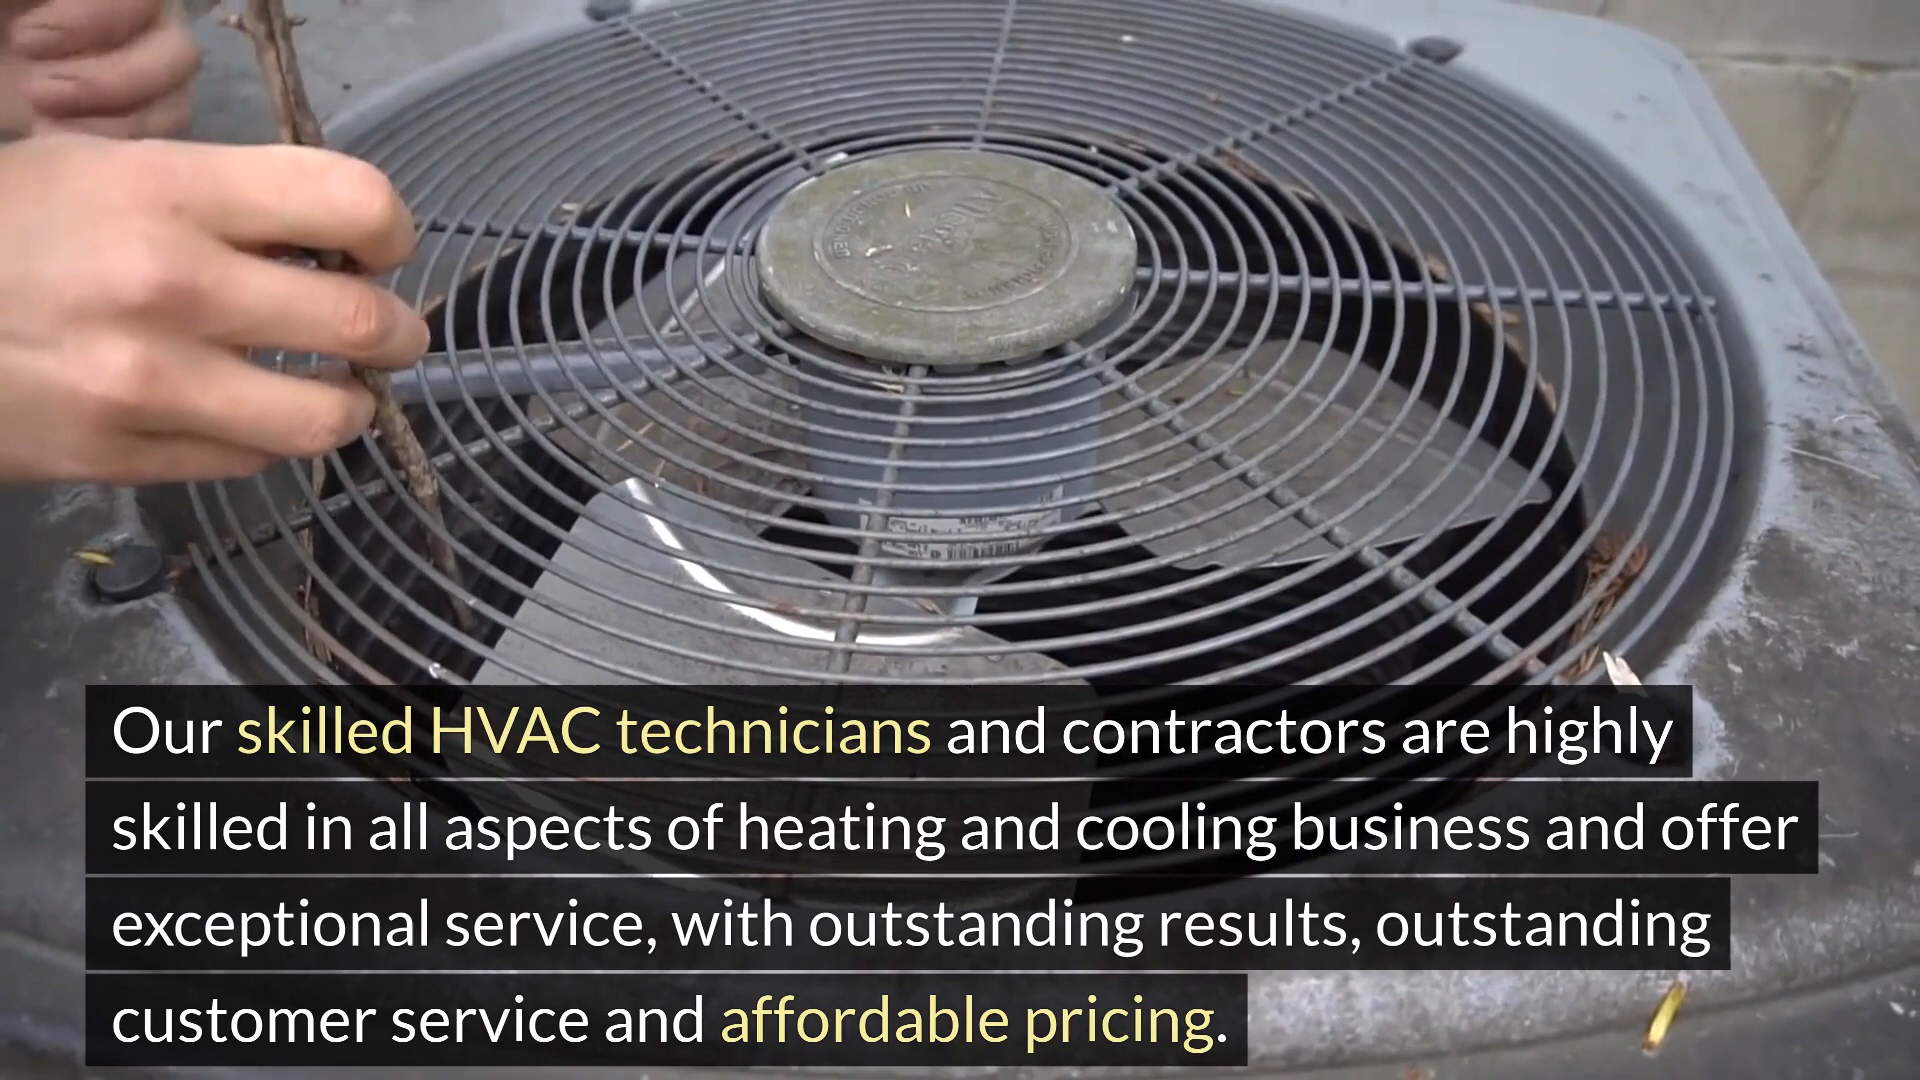 Our skilled HVAC technicians and contractors are highly
skilled in all aspects of heating and cooling business and offer
exceptional service, with outstanding results, outstanding
customer service and affordable pricing.